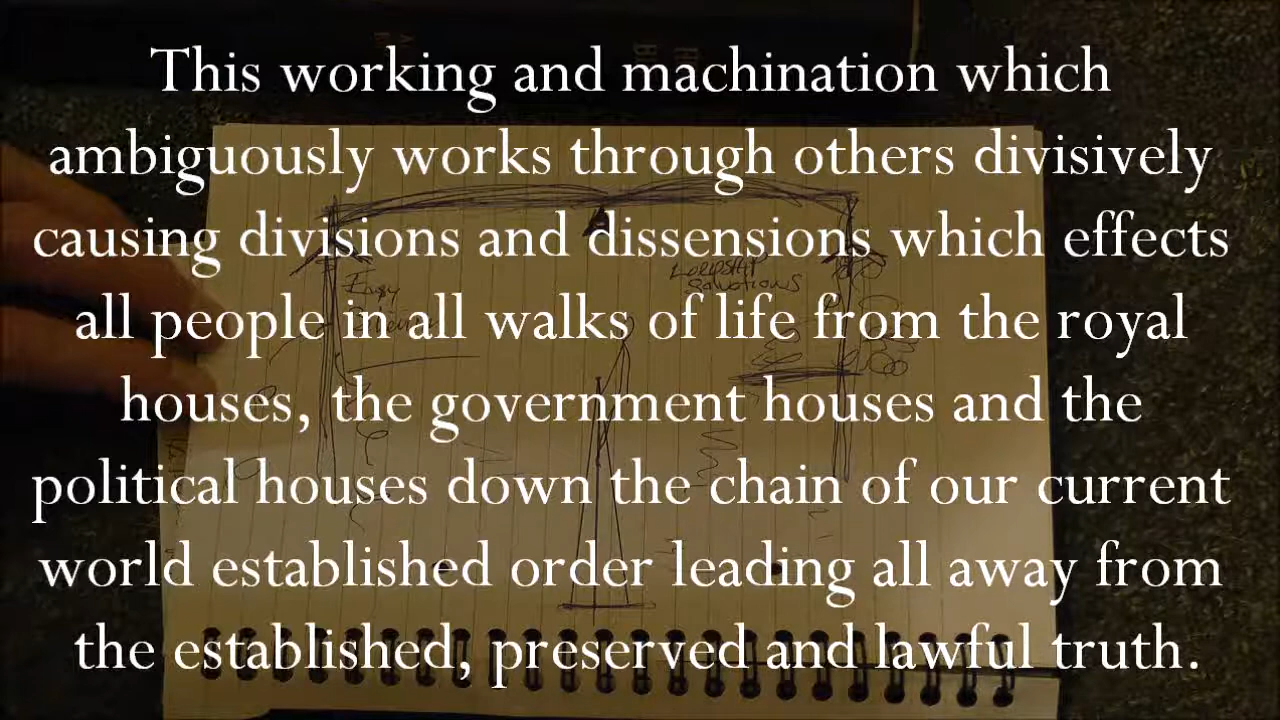 This working and machination which
ambiguously works through others divisively
causing divisions and dissensions which effects
all people in all walks of life from the royal
houses, the government houses and the
political houses down the chain of our current
world established order leading all away from
the established, preserved and lawful truth.